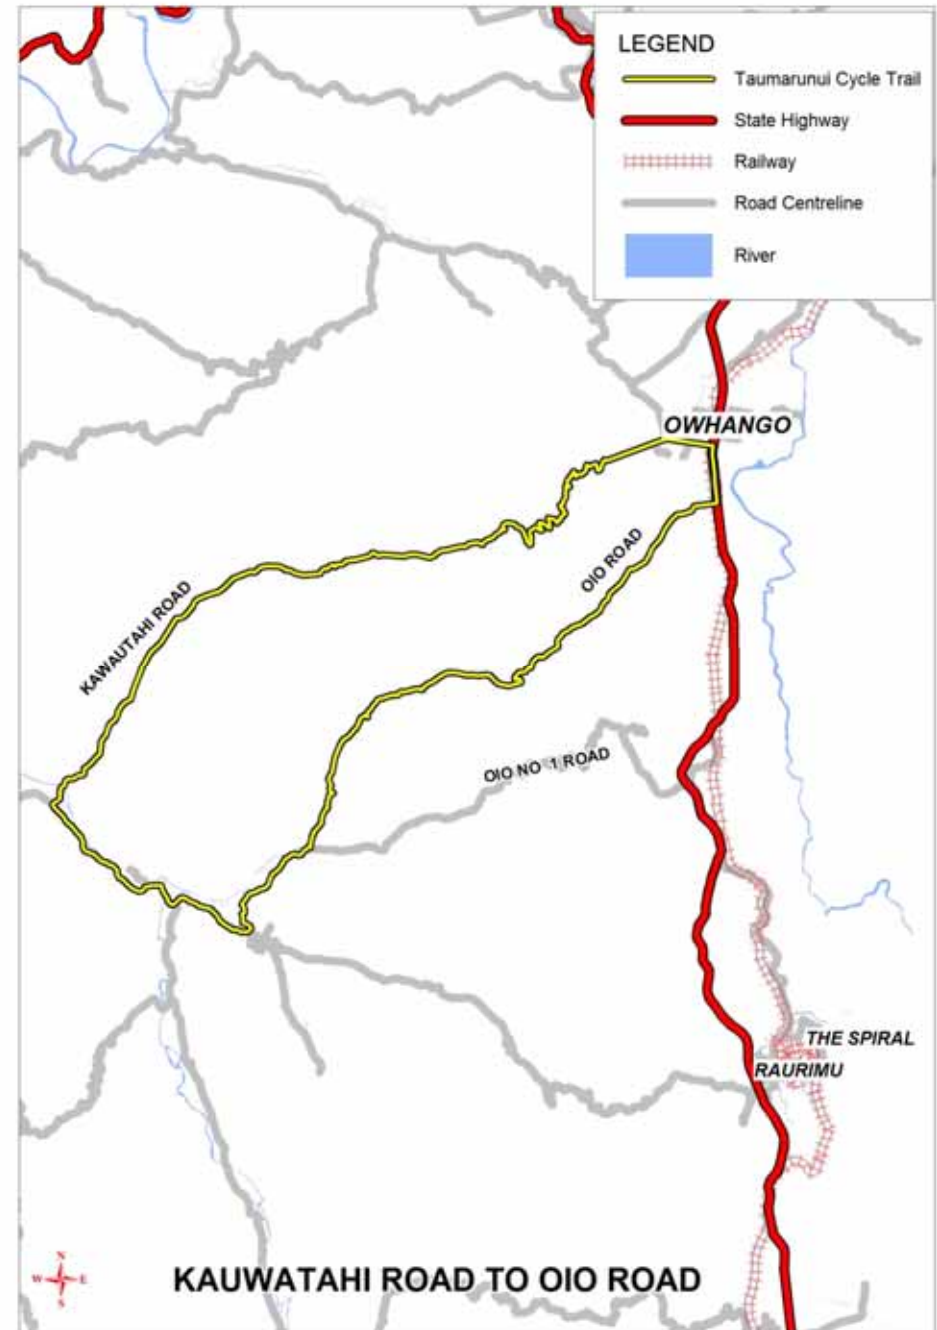 LEGEND
Taumarunui Cycle Trail
State Highway
Railway
Road Centreline
River
OWHANGO
OIO ROAD
KAWAUTAHI ROAD
OIO NO 1 ROAD
THE SPIRAL
RAURIMU
N
W E
S
KAUWATAHI ROAD TO OIO ROAD